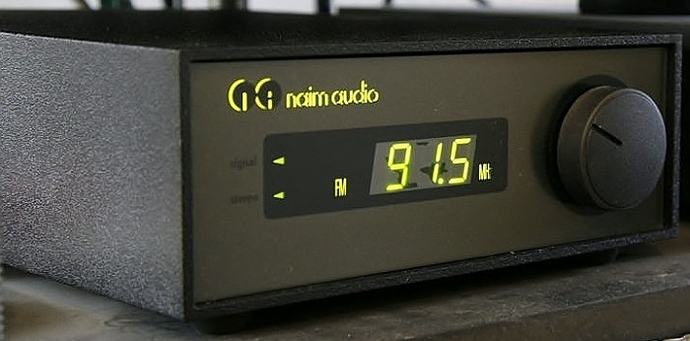 naim audio
signal
FM 91.5 MHz
stereo